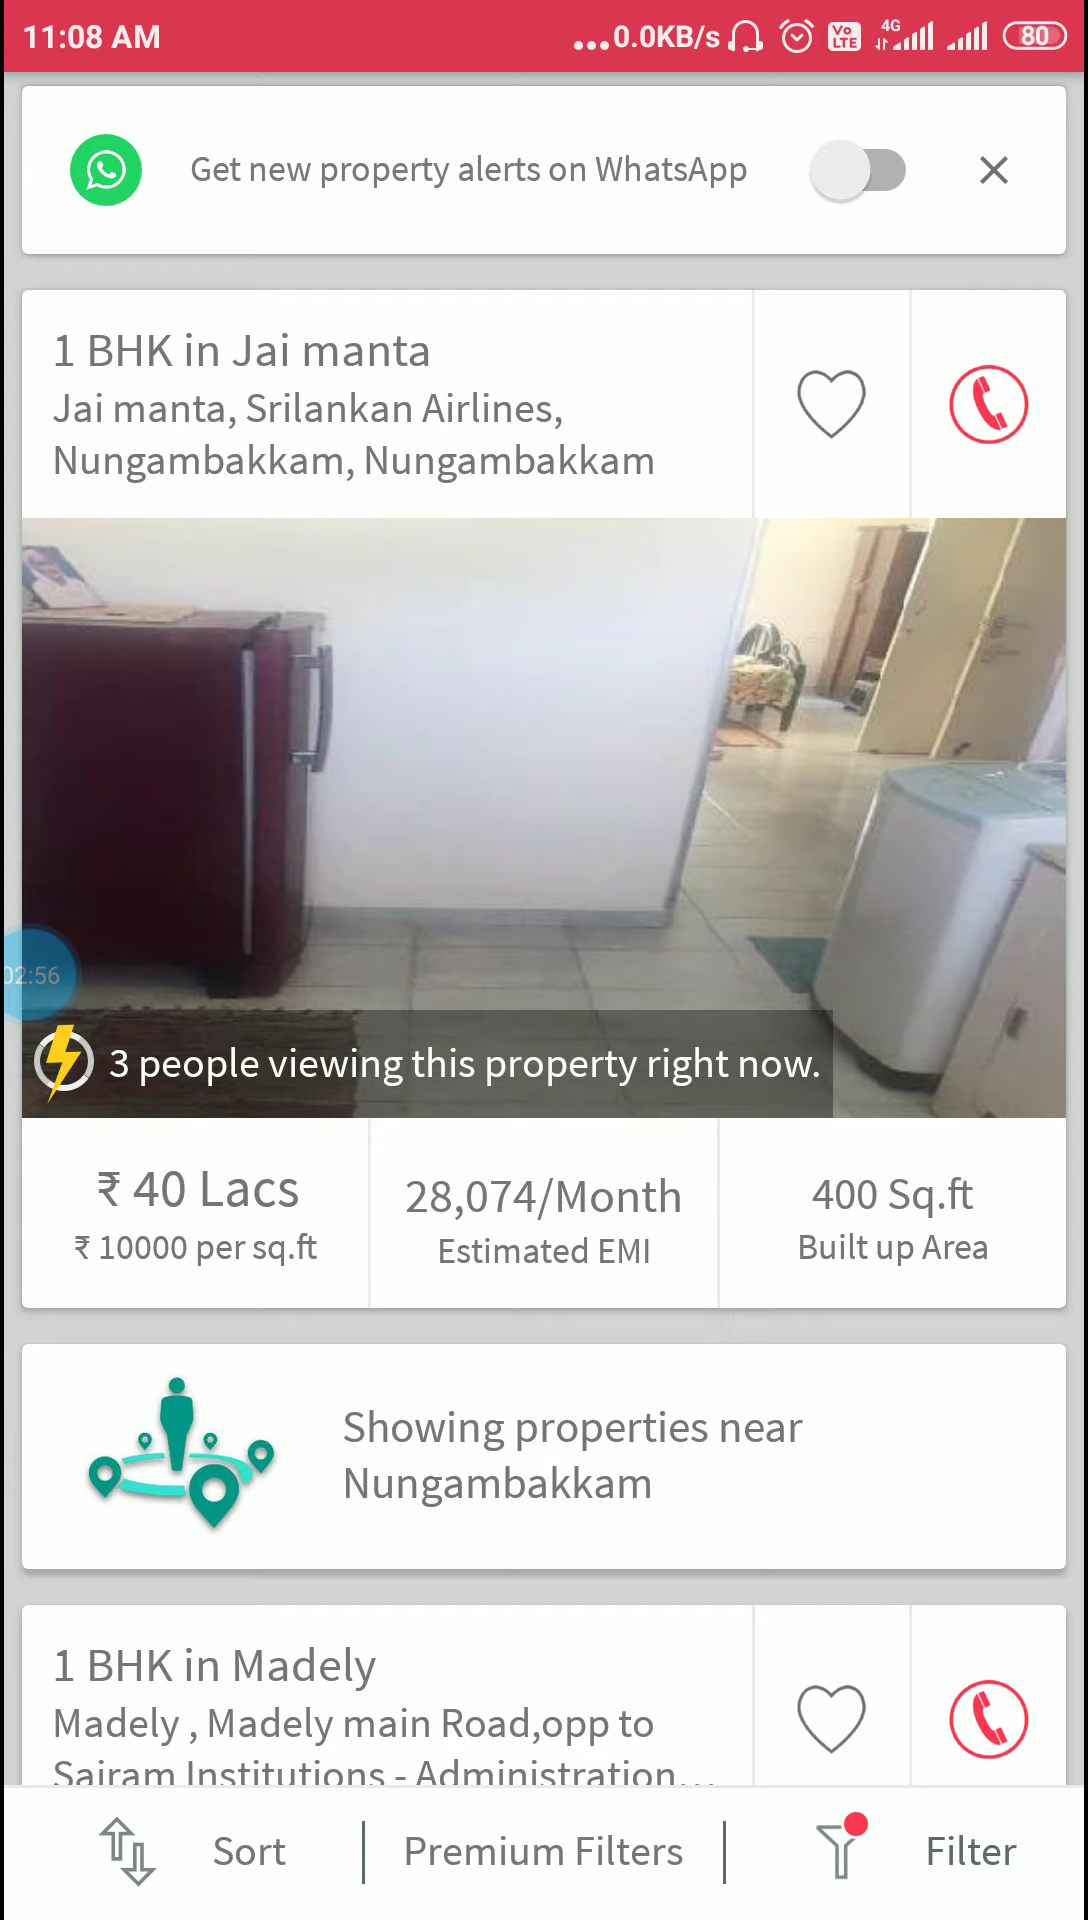 11:08 AM
...0.0KB/s
Vo
LTE
4G
80
Get new property alerts on WhatsApp
1 BHK in Jai manta
Jai manta, Srilankan Airlines,
Nungambakkam, Nungambakkam
02:56
3 people viewing this property right now.
₹ 40 Lacs
₹ 10000 per sq.ft
28,074/Month
Estimated EMI
400 Sq.ft
Built up Area
Showing properties near
Nungambakkam
1 BHK in Madely
Madely , Madely main Road,opp to
Sairam Institutions - Administration...
Sort
Premium Filters
Filter